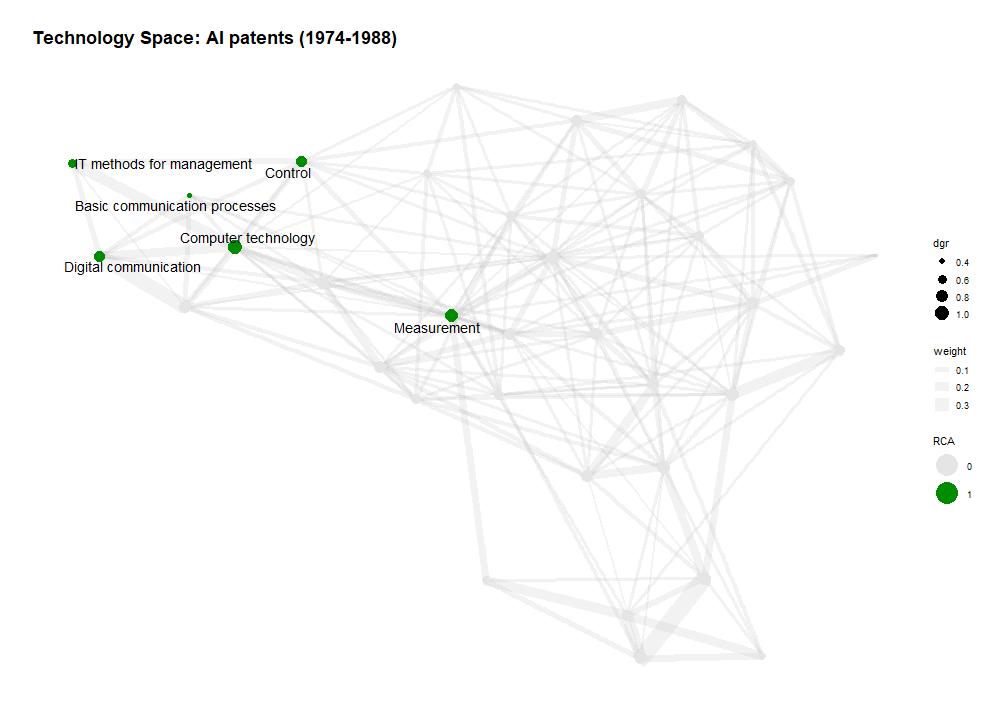 Technology Space: AI patents (1974-1988)
IT methods for management
Control
Basic communication processes
Computer technology
Digital communication
Measurement
dgr
0.4
0.6
0.8
1.0
weight
0.1
0.2
0.3
RCA
0
1